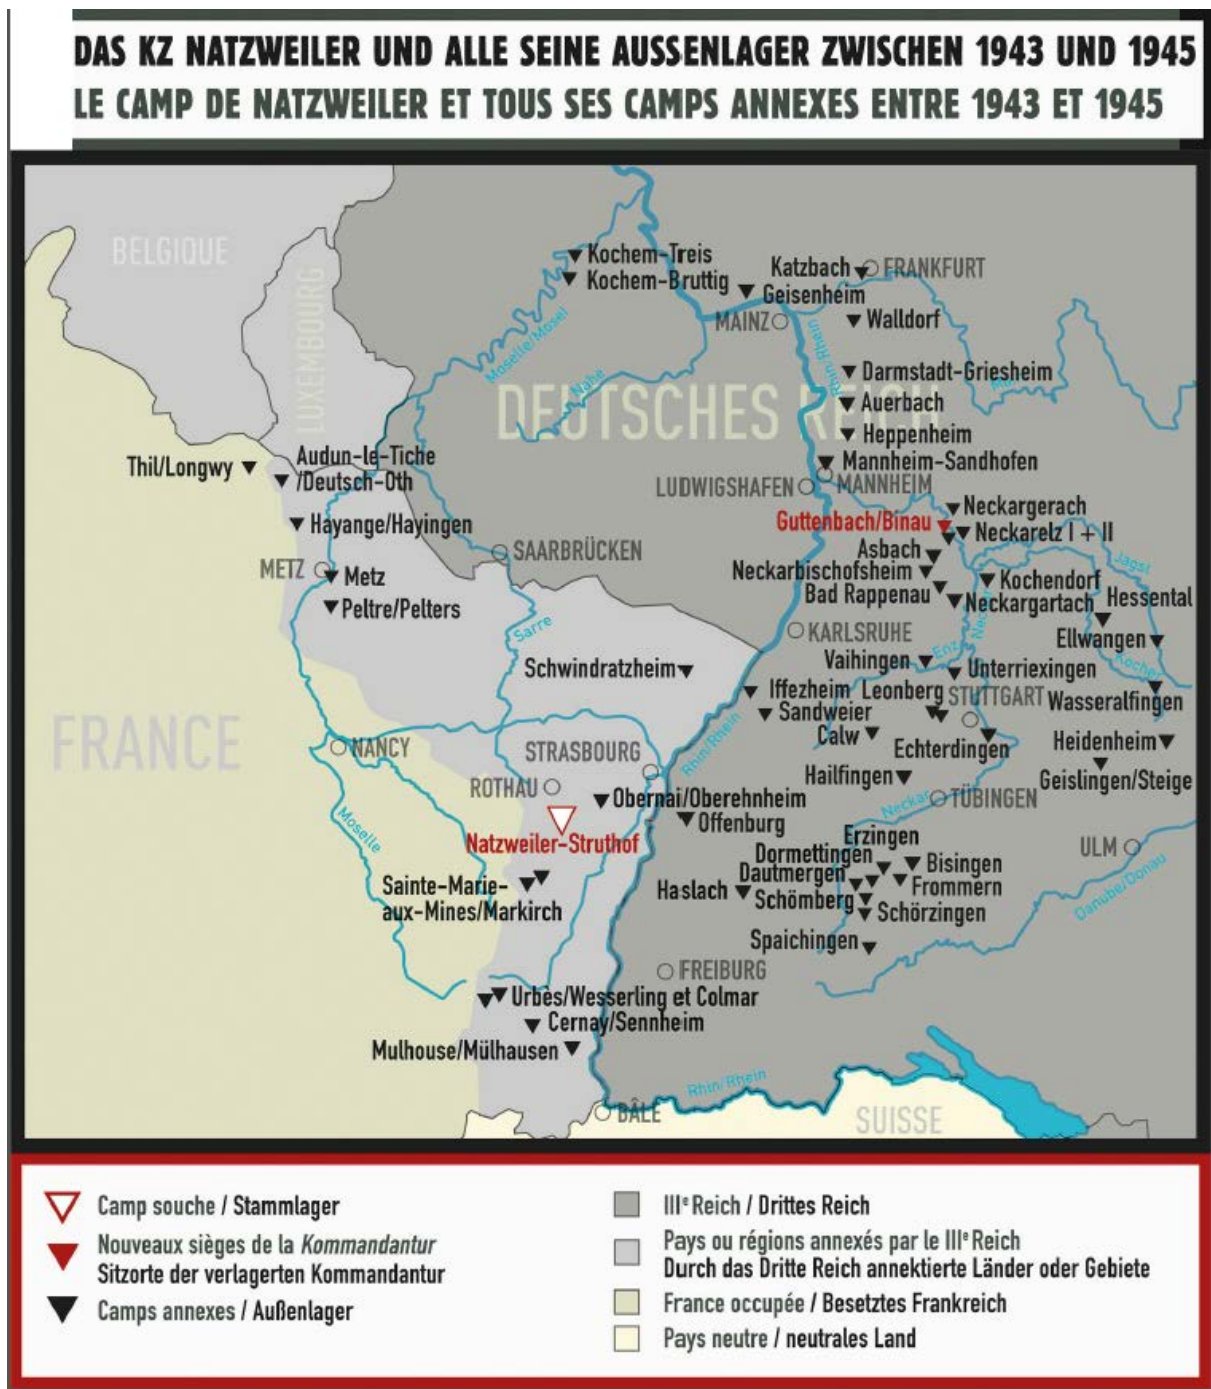 DAS KZ NATZWEILER UND ALLE SEINE AUSSENLAGER ZWISCHEN 1943 UND 1945
LE CAMP DE NATZWEILER ET TOUS SES CAMPS ANNEXES ENTRE 1943 ET 1945
BELGIQUE
LUXEMBOURG
Kochem-Treis
Kochem-Bruttig
Katzbach
FRANKFURT
Geisenheim
MAINZ
Walldorf
Moselle/Mosel
Rhin/Rhein
Nahe
Darmstadt-Griesheim
DEUTSCHES REICH
Auerbach
Heppenheim
Thil/Longwy
Audun-le-Tiche
/Deutsch-Oth
Mannheim-Sandhofen
LUDWIGSHAFEN
MANNHEIM
Hayange/Hayingen
Neckargerach
Guttenbach/Binau
Neckarelz I + II
SAARBRÜCKEN
Asbach
Jagst
METZ
Metz
Neckarbischofsheim
Kochendorf
Peltre/Pelters
Bad Rappenau
Neckargartach
Hessental
Neckar
Sarre
KARLSRUHE
Ellwangen
Enz
Kocher
Schwindratzheim
Vaihingen
Unterriexingen
Iffezheim
Leonberg
STUTTGART
Wasseralfingen
Sandweier
Calw
FRANCE
NANCY
STRASBOURG
Rhin/Rhein
Echterdingen
Heidenheim
ROTHAU
Hailfingen
Geislingen/Steige
Obernai/Oberehnheim
Neckar
TÜBINGEN
Moselle
Offenburg
Natzweiler-Struthof
Erzingen
ULM
Dormettingen
Bisingen
Dautmergen
Frommern
Sainte-Marie-
aux-Mines/Markirch
Haslach
Schömberg
Schörzingen
Danube/Donau
Spaichingen
FREIBURG
Urbès/Wesserling et Colmar
Cernay/Sennheim
Mulhouse/Mülhausen
Rhin/Rhein
BÂLE
SUISSE
Camp souche / Stammlager
Nouveaux sièges de la Kommandantur
Sitzorte der verlagerten Kommandantur
Camps annexes / Außenlager
IIIe Reich / Drittes Reich
Pays ou régions annexés par le IIIe Reich
Durch das Dritte Reich annektierte Länder oder Gebiete
France occupée / Besetztes Frankreich
Pays neutre / neutrales Land